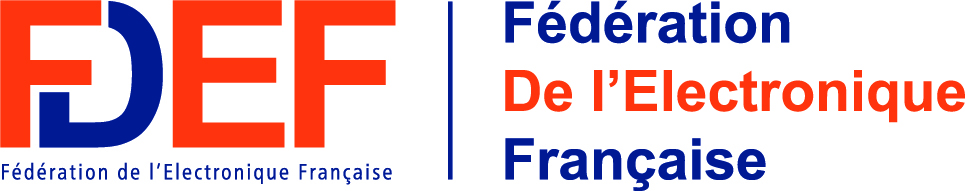 FDEF
Fédération de l'Electronique Française
Fédération
De l’Electronique
Française